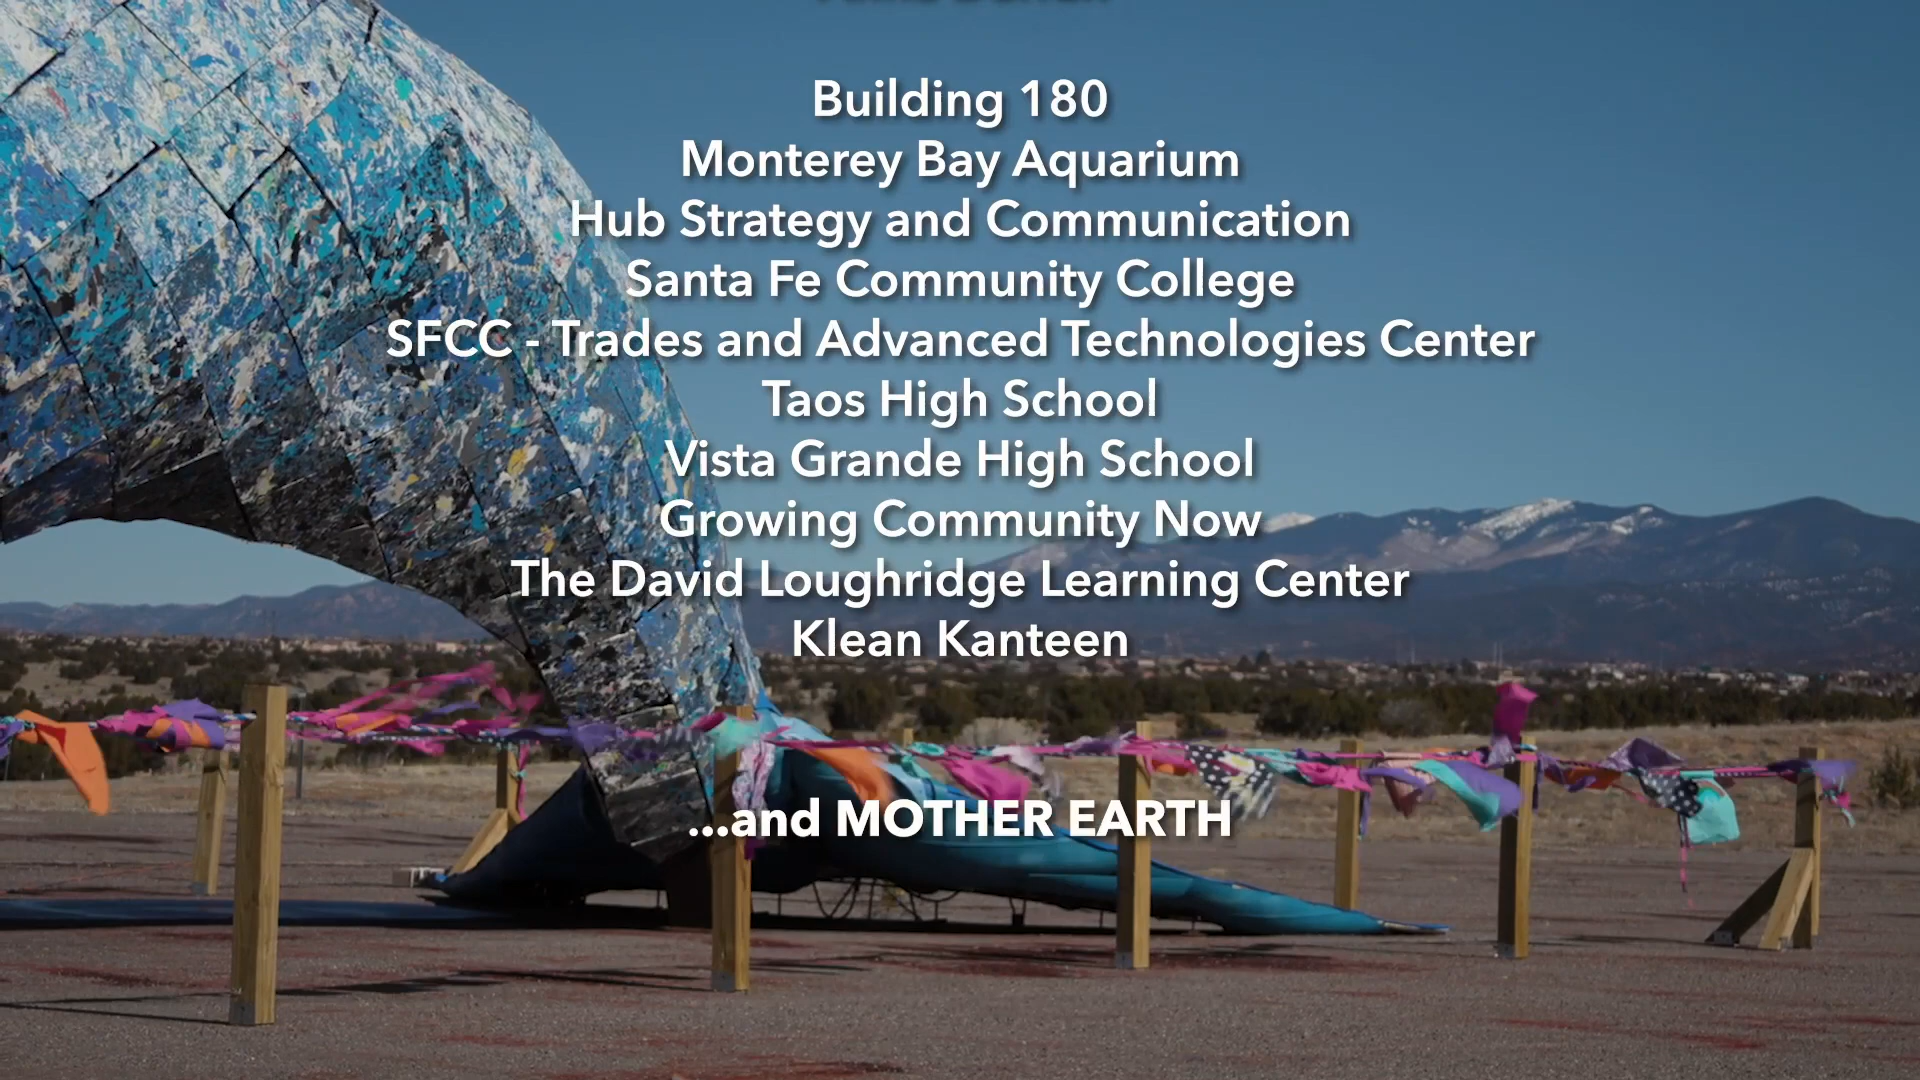 Building 180
Monterey Bay Aquarium
Hub Strategy and Communication
Santa Fe Community College
SFCC - Trades and Advanced Technologies Center
Taos High School
Vista Grande High School
Growing Community Now
The David Loughridge Learning Center
Klean Kanteen
...and MOTHER EARTH